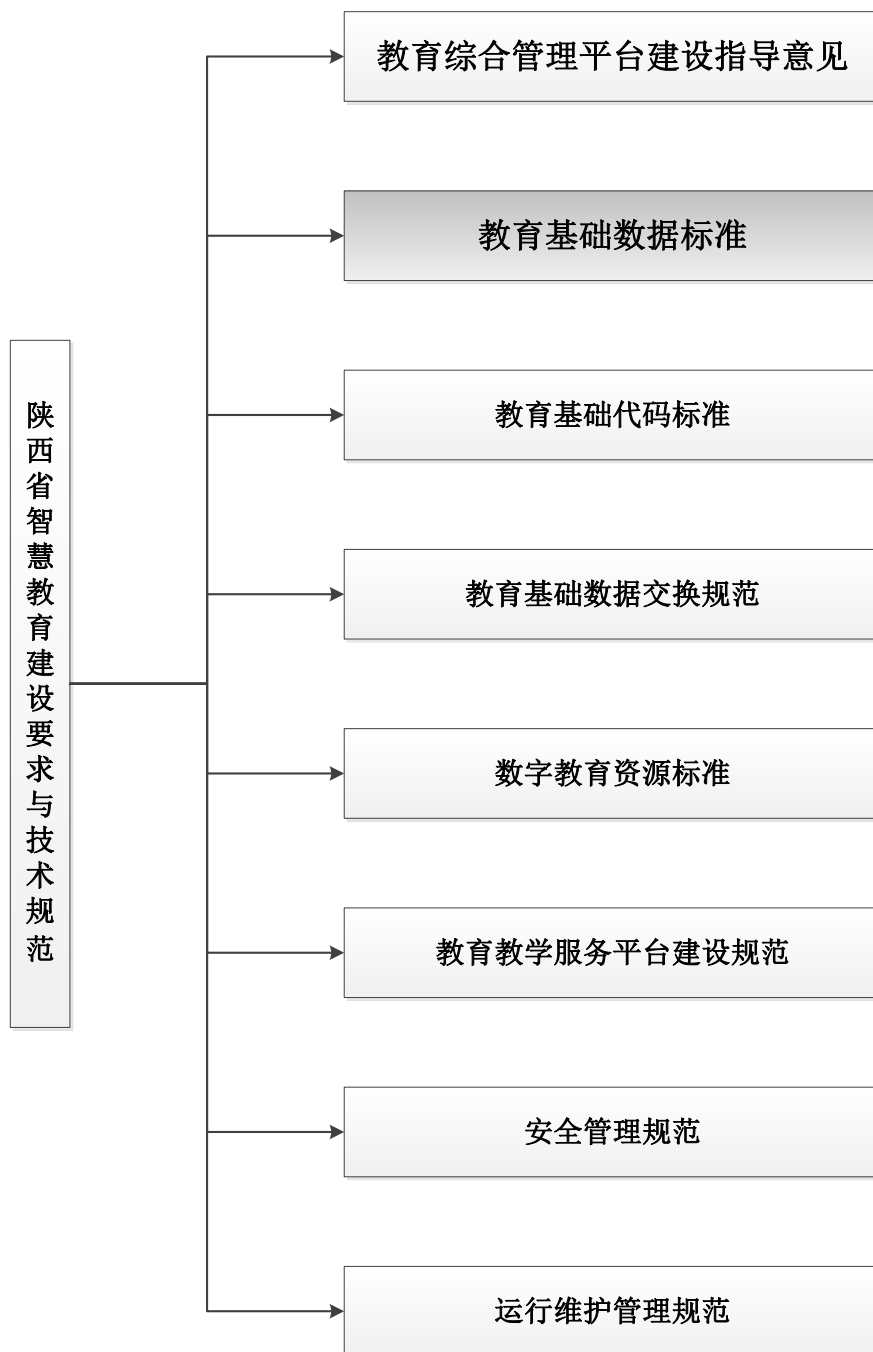 教育综合管理平台建设指导意见
教育基础数据标准
教育基础代码标准
教育基础数据交换规范
陕西省智慧教育建设要求与技术规范
数字教育资源标准
教育教学服务平台建设规范
安全管理规范
运行维护管理规范